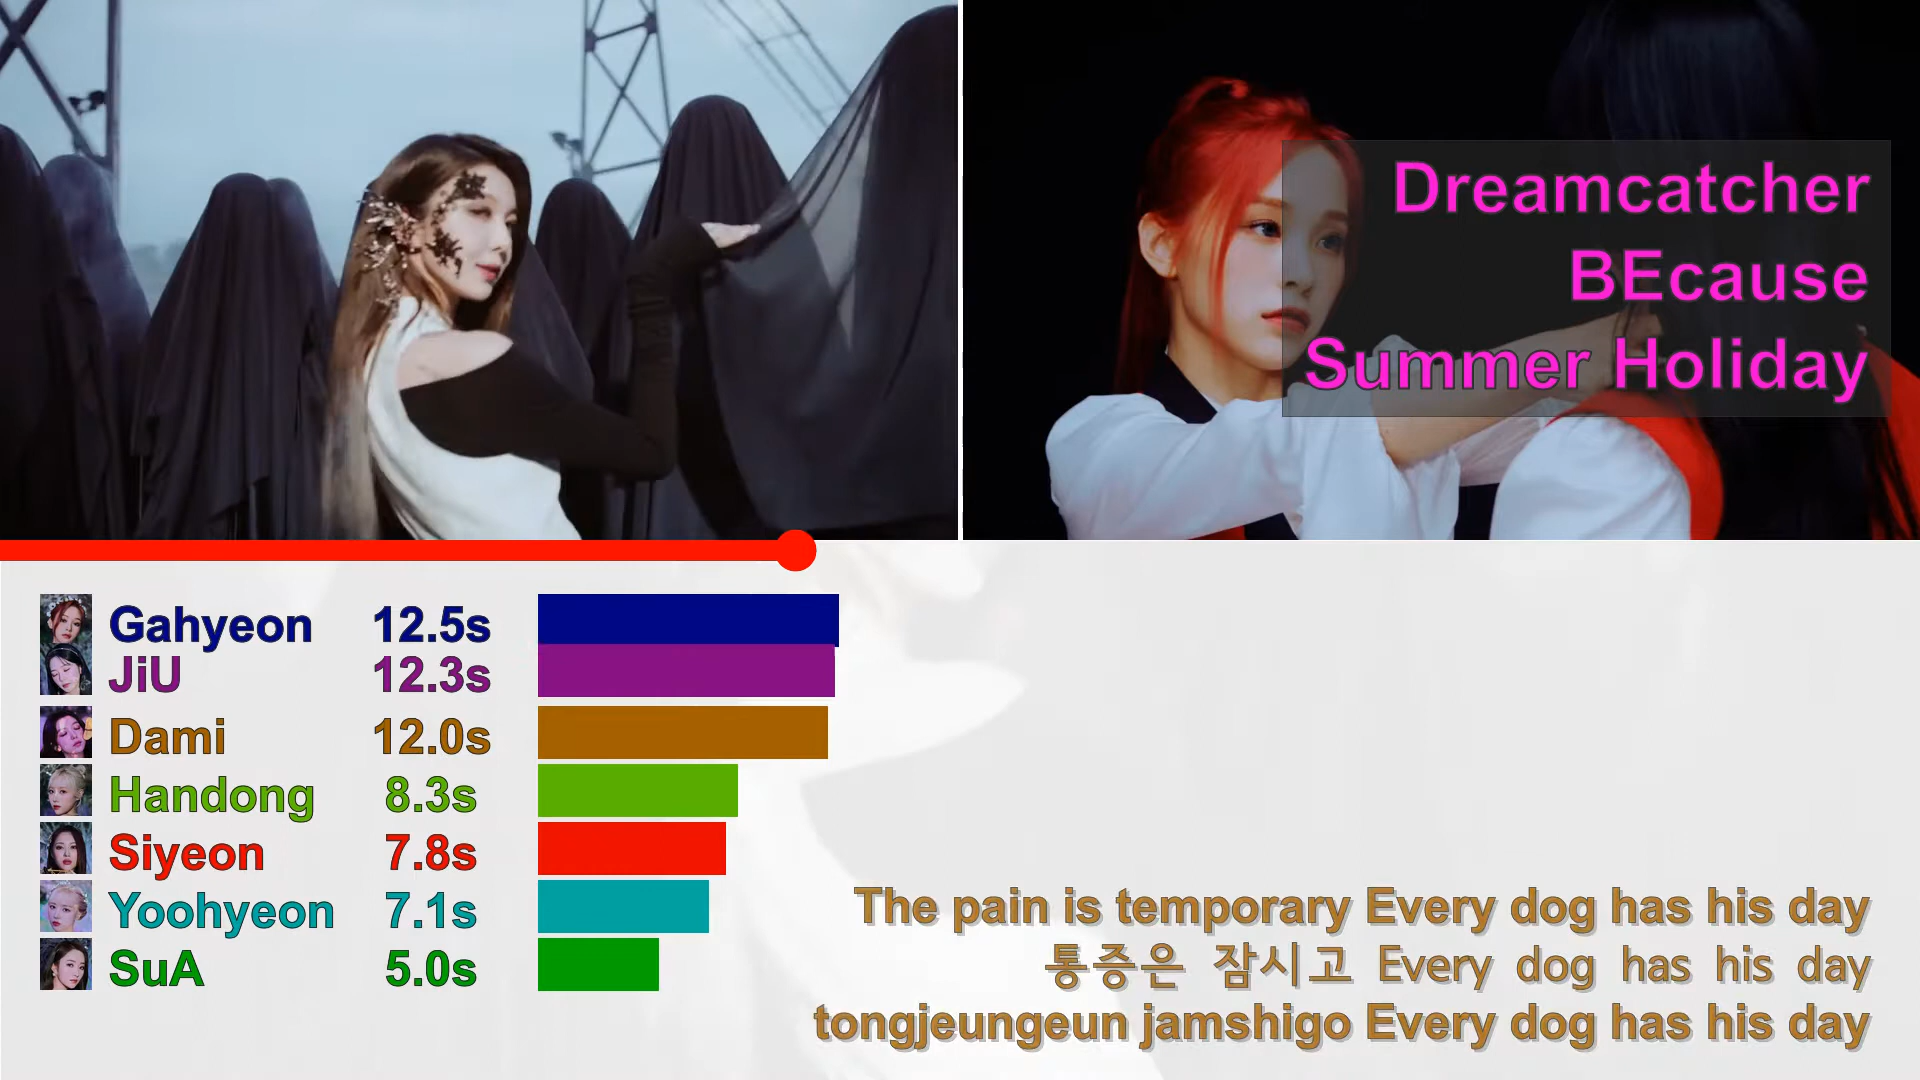 Dreamcatcher
BEcause
Summer Holiday
Gahyeon 12.5s
JiU 12.3s
Dami 12.0s
Handong 8.3s
Siyeon 7.8s
Yoohyeon 7.1s
SuA 5.0s
The pain is temporary Every dog has his day
통증은 잠시고 Every dog has his day
tongjeungeun jamshigo Every dog has his day